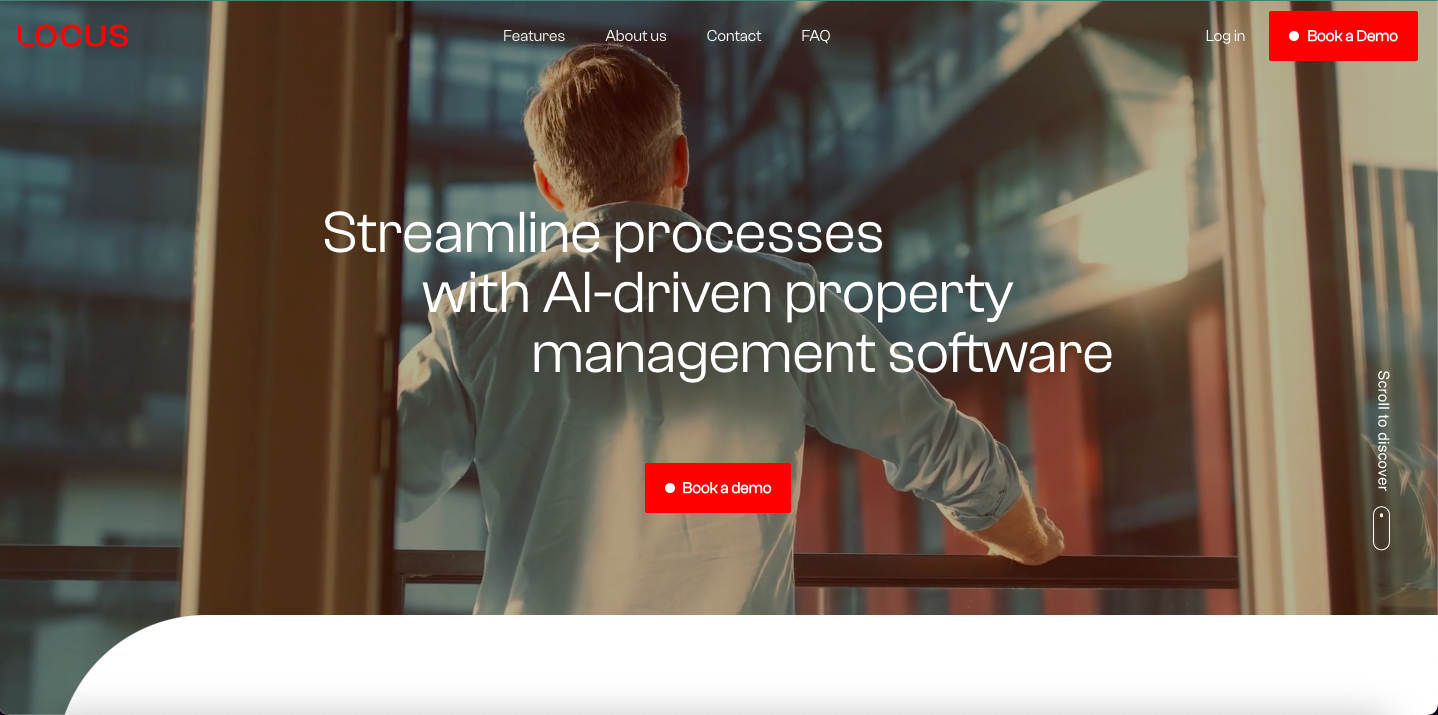 LOCUS
Features
About us
Contact
FAQ
Log in
Book a Demo
Streamline processes
with AI-driven property
management software
Book a demo
Scroll to discover